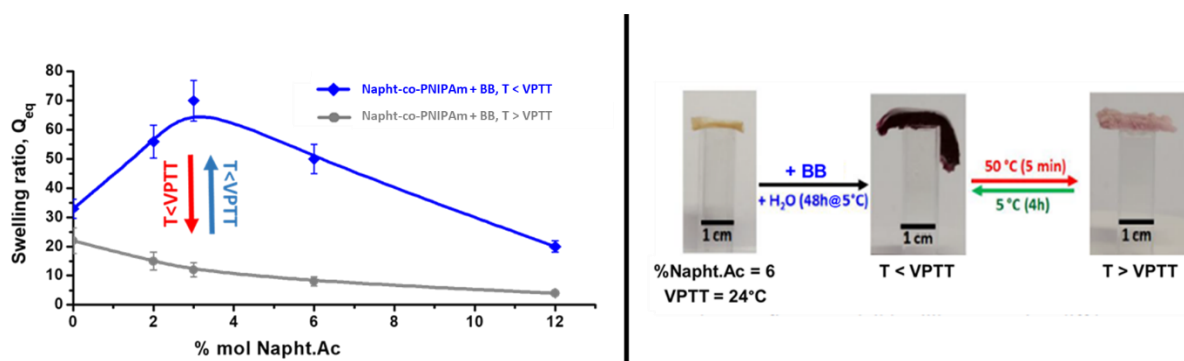 80
70
60
50
40
30
20
10
0
Swelling ratio, Q_eq
Napht-co-PNIPAm + BB, T < VPTT
Napht-co-PNIPAm + BB, T > VPTT
T<VPTT
T<VPTT
0 2 4 6 8 10 12
% mol Napht.Ac
+ BB
+ H₂O (48h@5°C)
50 °C (5 min)
5 °C (4h)
1 cm
1 cm
1 cm
%Napht.Ac = 6
VPTT = 24°C
T < VPTT
T > VPTT